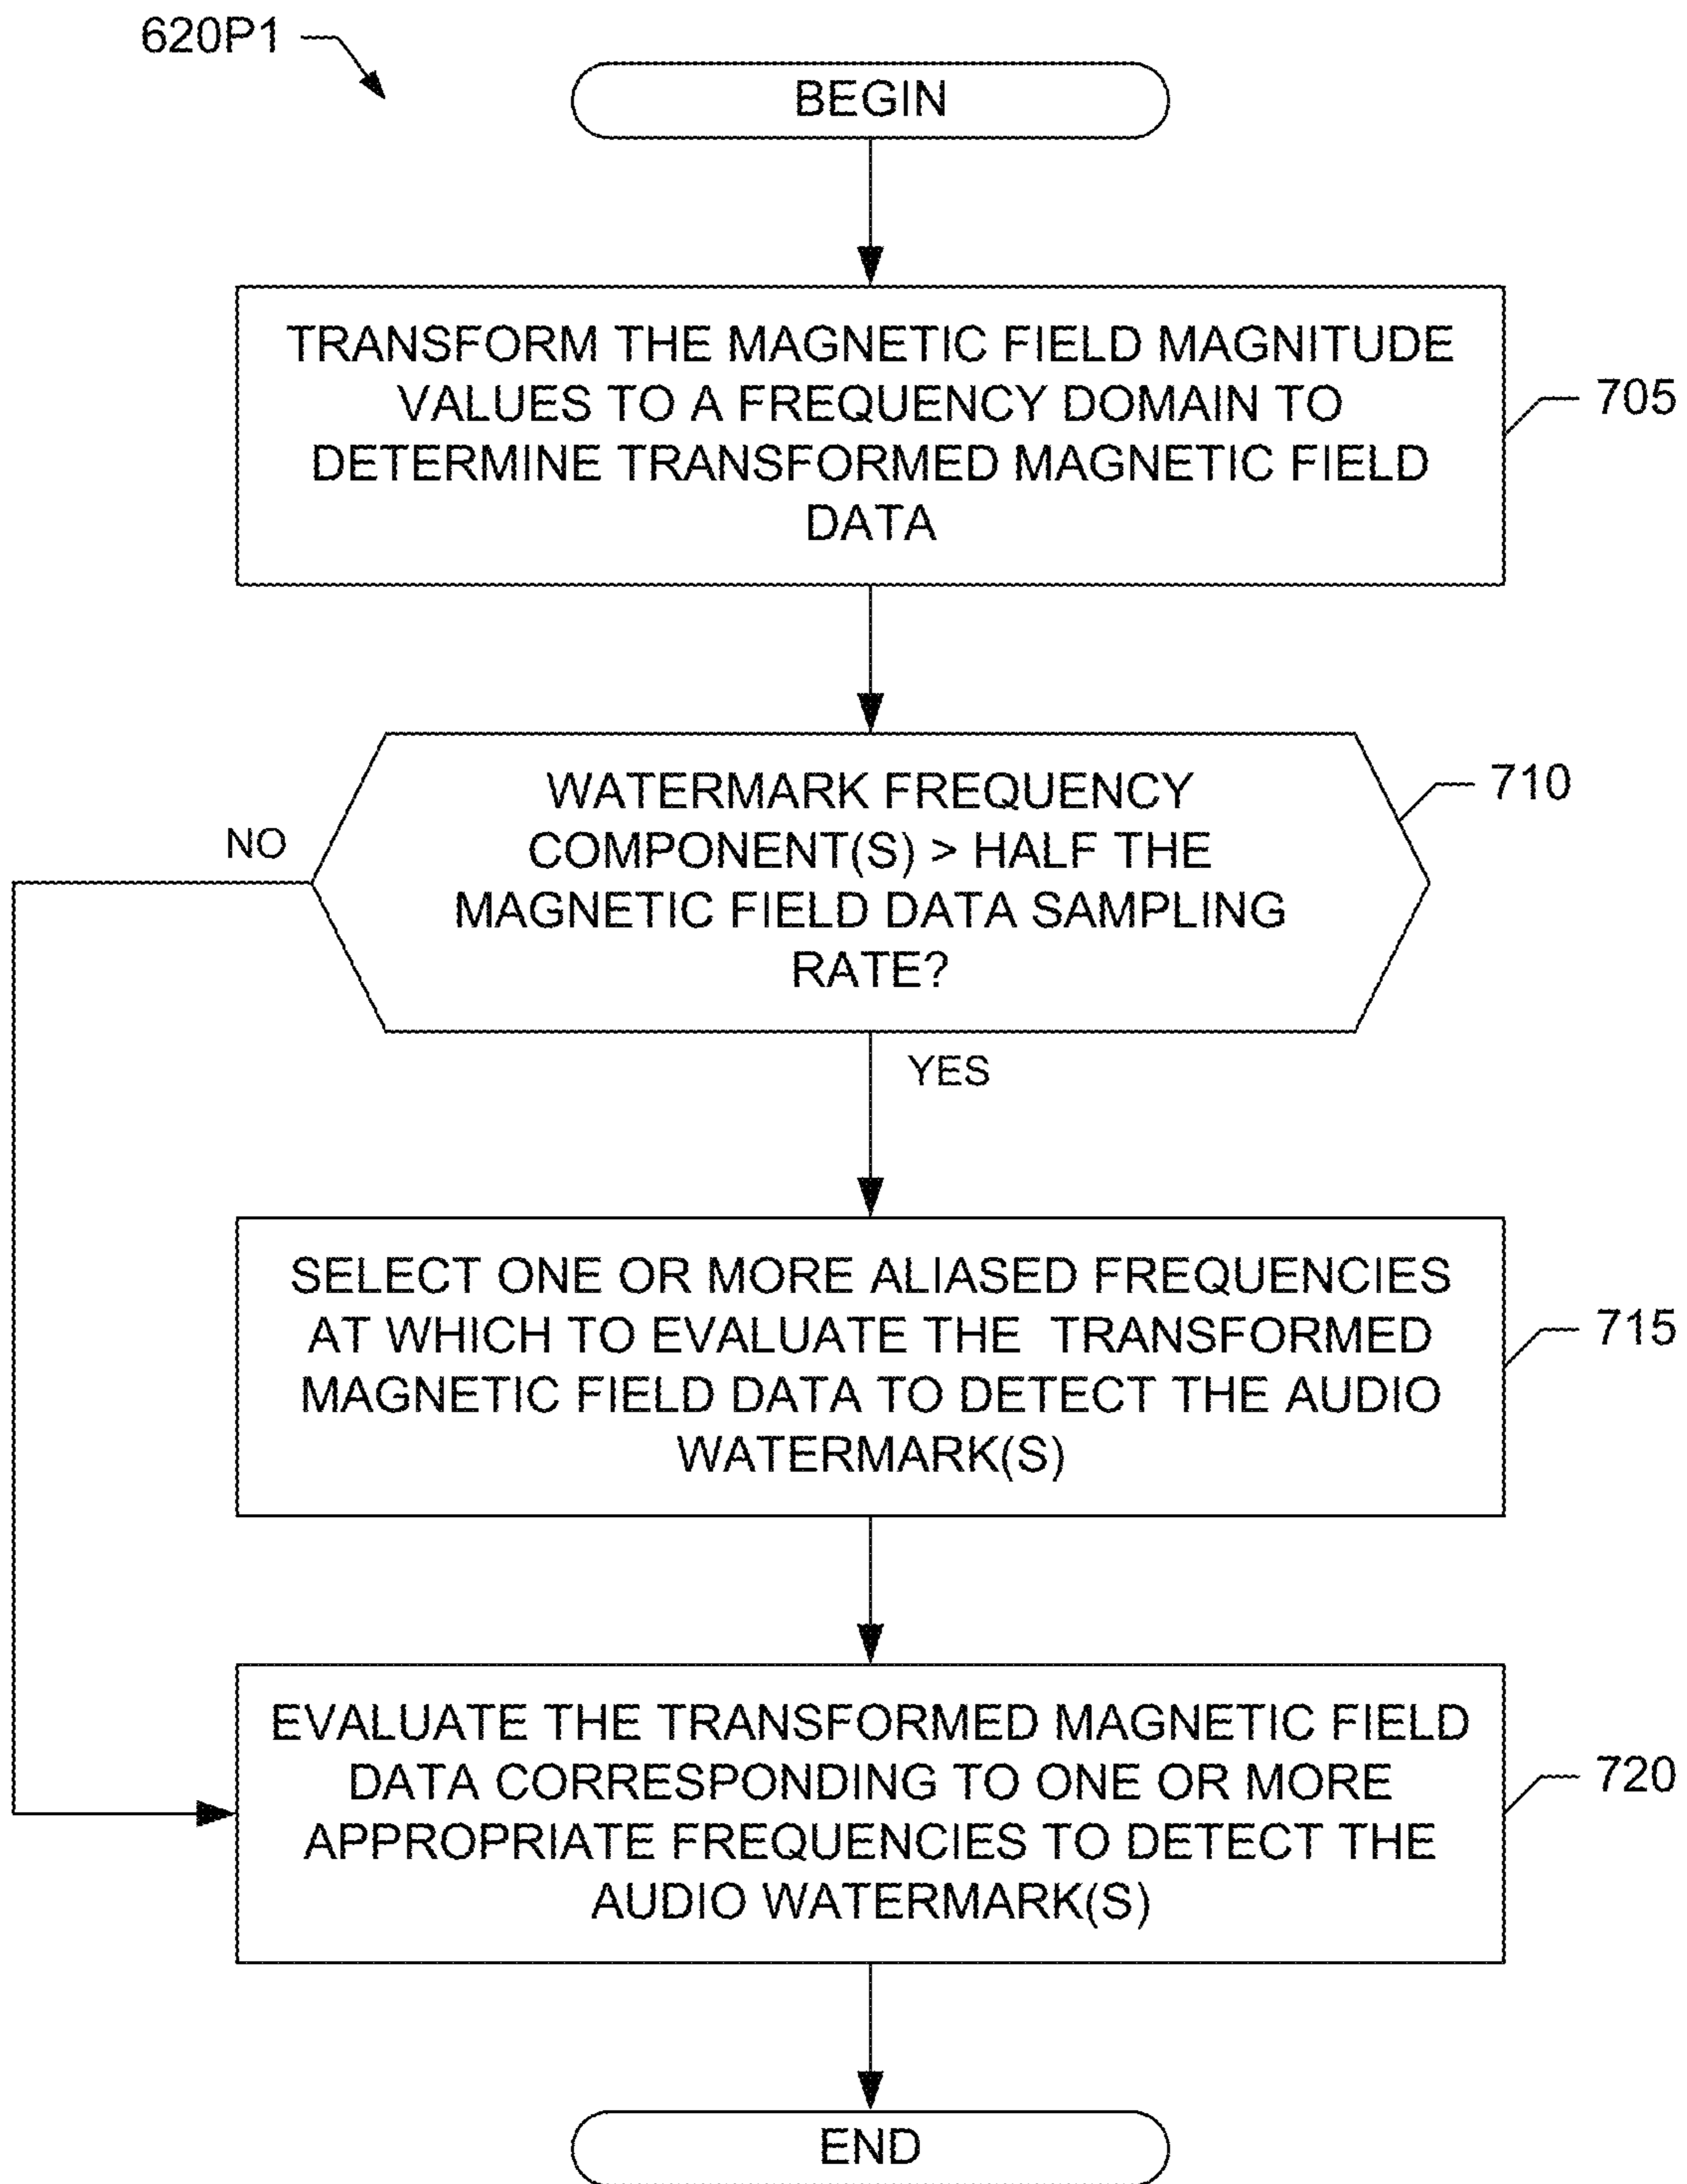 620P1
BEGIN
TRANSFORM THE MAGNETIC FIELD MAGNITUDE
VALUES TO A FREQUENCY DOMAIN TO
DETERMINE TRANSFORMED MAGNETIC FIELD
DATA
705
WATERMARK FREQUENCY
COMPONENT(S) > HALF THE
MAGNETIC FIELD DATA SAMPLING
RATE?
710
NO
YES
SELECT ONE OR MORE ALIASED FREQUENCIES
AT WHICH TO EVALUATE THE TRANSFORMED
MAGNETIC FIELD DATA TO DETECT THE AUDIO
WATERMARK(S)
715
EVALUATE THE TRANSFORMED MAGNETIC FIELD
DATA CORRESPONDING TO ONE OR MORE
APPROPRIATE FREQUENCIES TO DETECT THE
AUDIO WATERMARK(S)
720
END